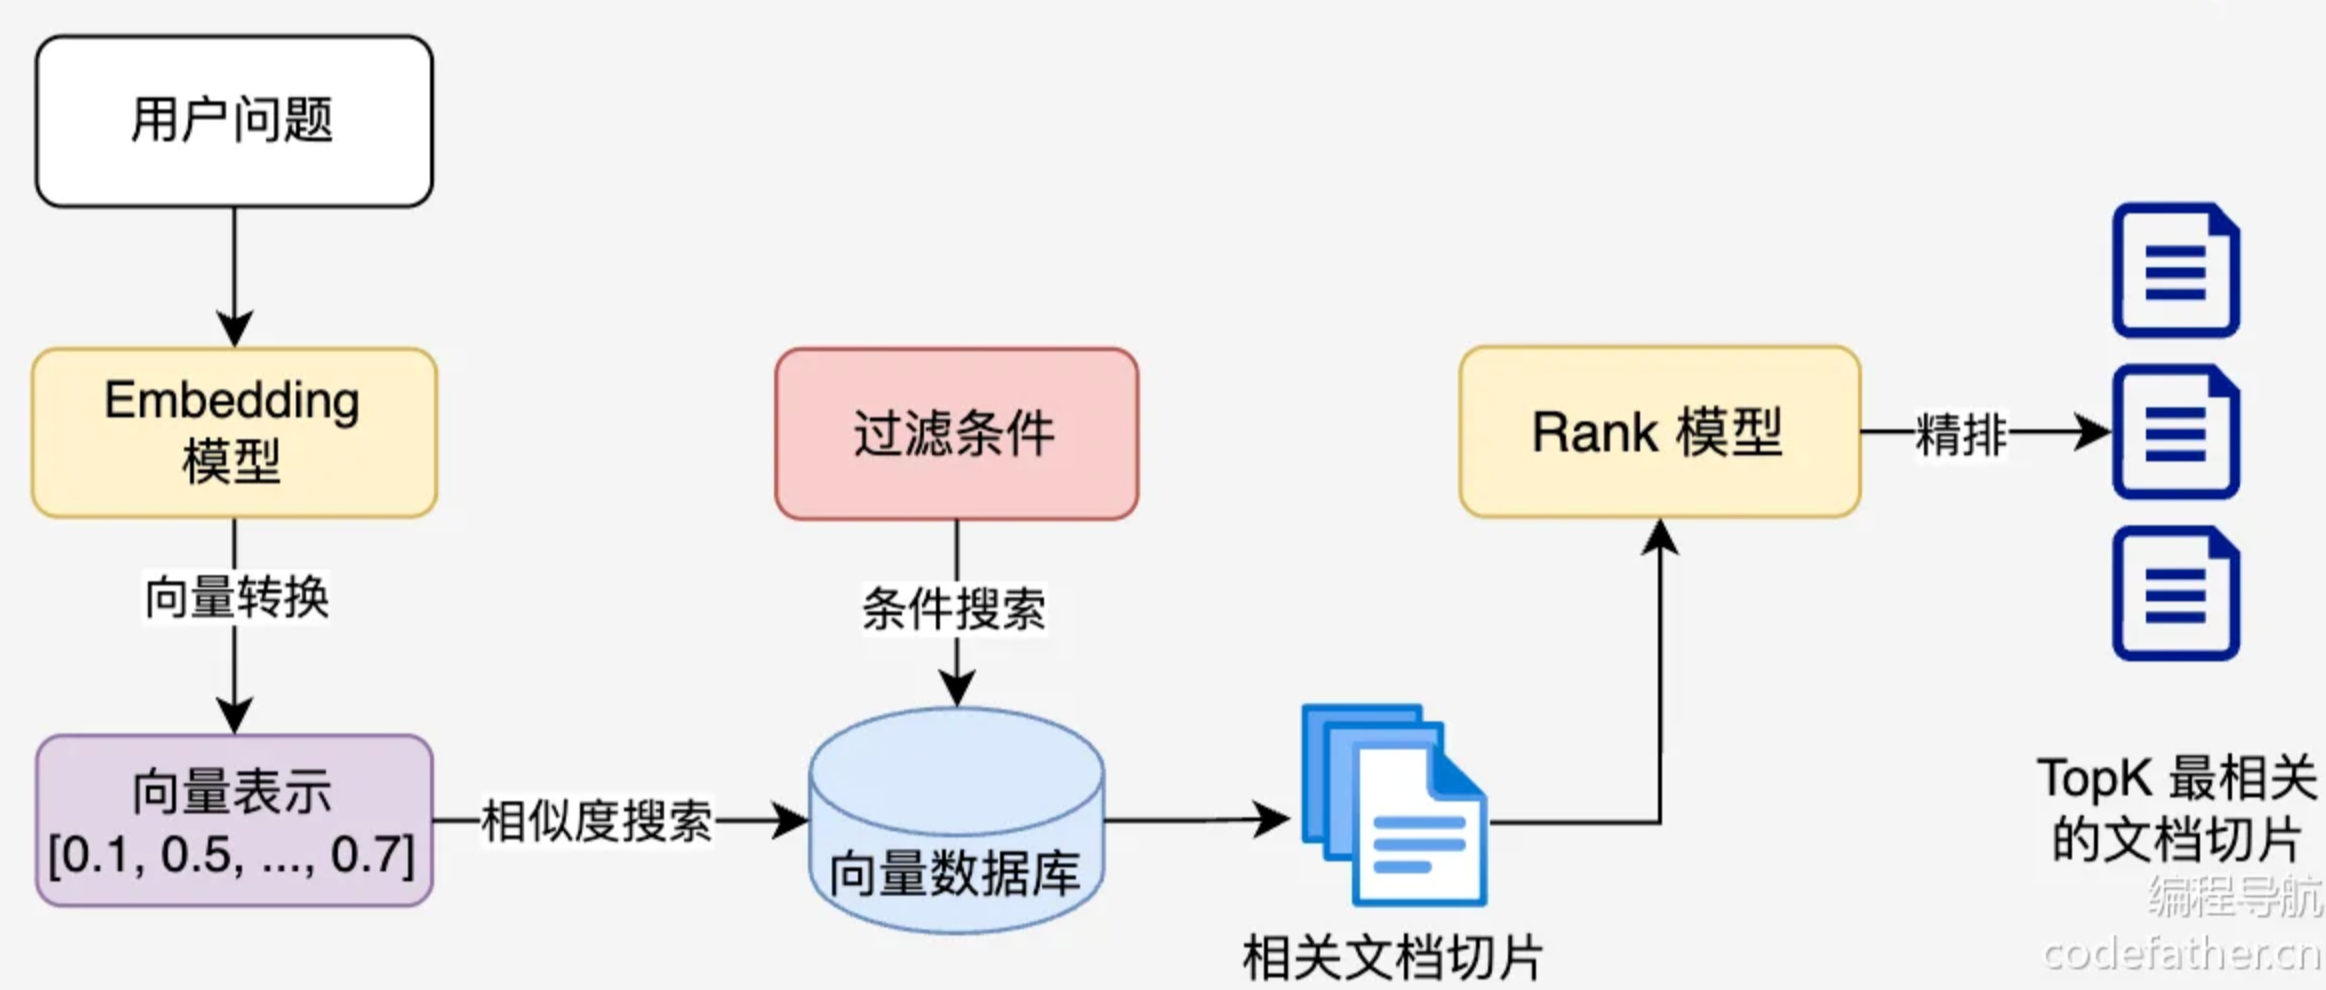 用户问题
Embedding
模型
向量转换
向量表示
[0.1, 0.5, ..., 0.7]
相似度搜索
过滤条件
条件搜索
向量数据库
相关文档切片
Rank 模型
精排
TopK 最相关
的文档切片
编程导航
codefather.cn